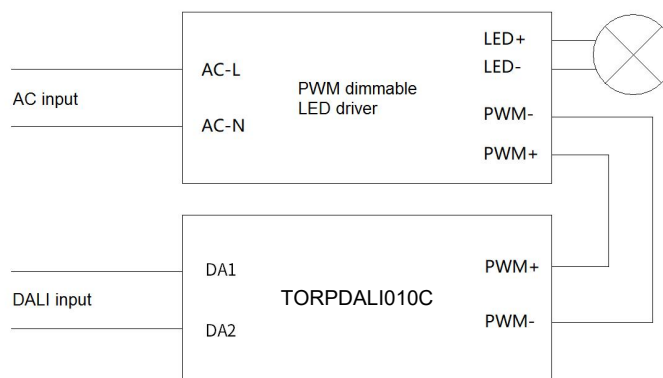 LED+
AC-L
LED-
AC input
PWM dimmable
LED driver
AC-N
PWM-
PWM+
DA1
PWM+
DALI input
TORPDALI010C
DA2
PWM-